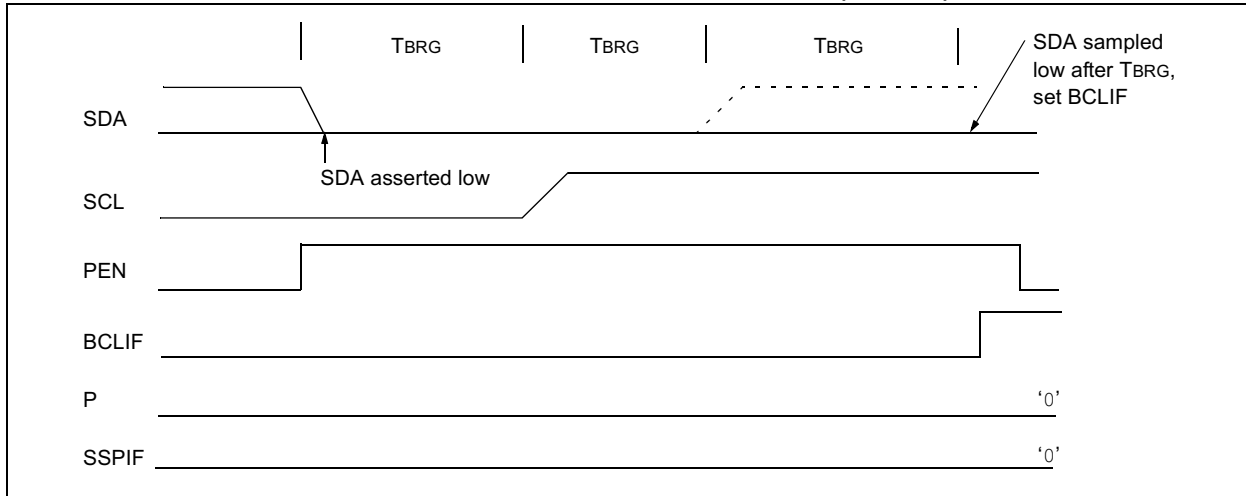 TBRG TBRG TBRG
SDA sampled
low after TBRG,
set BCLIF
SDA
SDA asserted low
SCL
PEN
BCLIF
P
‘0’
SSPIF
‘0’